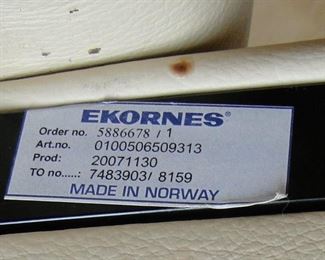 EKORNES®
Order no. 5886678 / 1
Art.no. 0100506509313
Prod: 20071130
TO no.....: 7483903/ 8159
MADE IN NORWAY